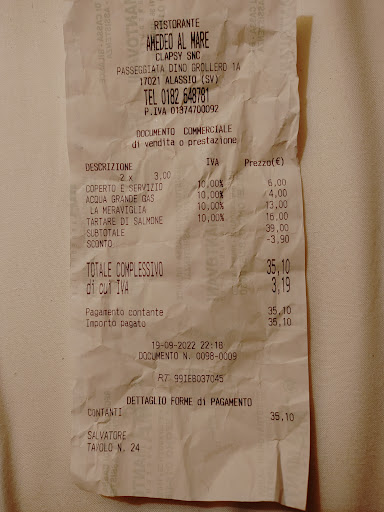 RISTORANTE
AMEDEO AL MARE
CLAPSY SNC
PASSEGGIATA DINO GROLLERO 1A
17021 ALASSIO (SV)
TEL 0182 648781
P.IVA 01374700092
DOCUMENTO COMMERCIALE
di vendita o prestazione
DESCRIZIONE IVA Prezzo(€)
2 x 3,00
COPERTO E SERVIZIO 10,00% 6,00
ACQUA GRANDE GAS 10,00% 4,00
LA MERAVIGLIA 10,00% 13,00
TARTARE DI SALMONE 10,00% 16,00
SUBTOTALE 39,00
SCONTO -3,90
TOTALE COMPLESSIVO 35,10
di cui IVA 3,19
Pagamento contante 35,10
Importo pagato 35,10
19-09-2022 22:18
DOCUMENTO N. 0098-0009
RT 99IEB037045
DETTAGLIO FORME di PAGAMENTO
CONTANTI 35,10
SALVATORE
TAVOLO N. 24